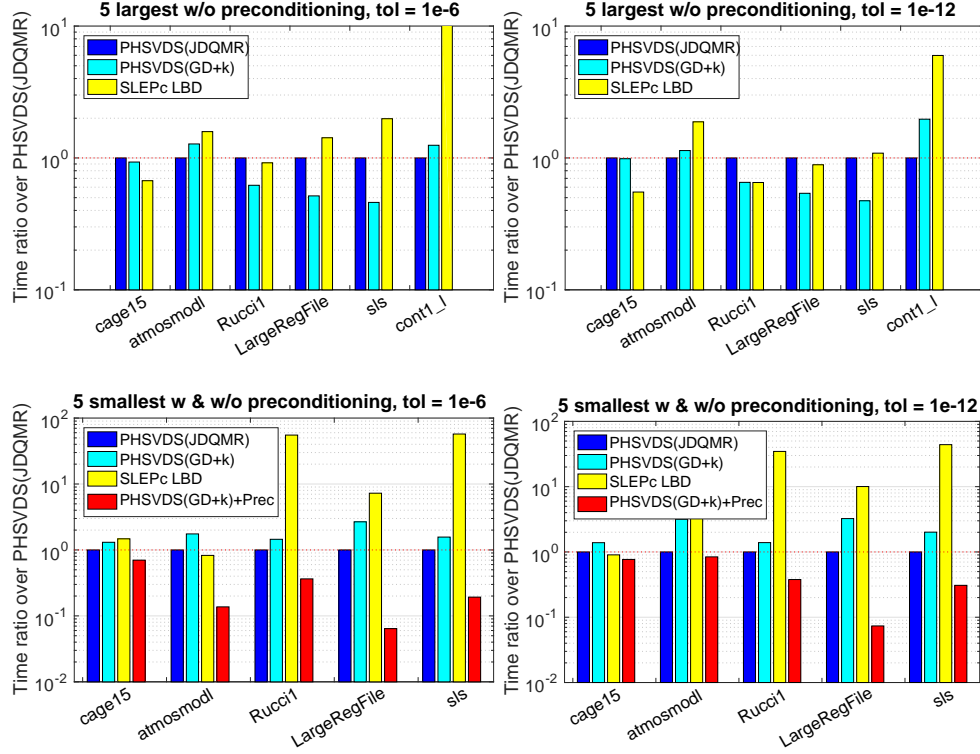 5 largest w/o preconditioning, tol = 1e-6
Time ratio over PHSVDS(JDQMR)
10^1
10^0
10^-1
PHSVDS(JDQMR)
PHSVDS(GD+k)
SLEPc LBD
cage15
atmosmodl
Rucci1
LargeRegFile
sls
cont1_l
5 largest w/o preconditioning, tol = 1e-12
Time ratio over PHSVDS(JDQMR)
10^1
10^0
10^-1
PHSVDS(JDQMR)
PHSVDS(GD+k)
SLEPc LBD
cage15
atmosmodl
Rucci1
LargeRegFile
sls
cont1_l
5 smallest w & w/o preconditioning, tol = 1e-6
Time ratio over PHSVDS(JDQMR)
10^2
10^1
10^0
10^-1
10^-2
PHSVDS(JDQMR)
PHSVDS(GD+k)
SLEPc LBD
PHSVDS(GD+k)+Prec
cage15
atmosmodl
Rucci1
LargeRegFile
sls
5 smallest w & w/o preconditioning, tol = 1e-12
Time ratio over PHSVDS(JDQMR)
10^2
10^1
10^0
10^-1
10^-2
PHSVDS(JDQMR)
PHSVDS(GD+k)
SLEPc LBD
PHSVDS(GD+k)+Prec
cage15
atmosmodl
Rucci1
LargeRegFile
sls